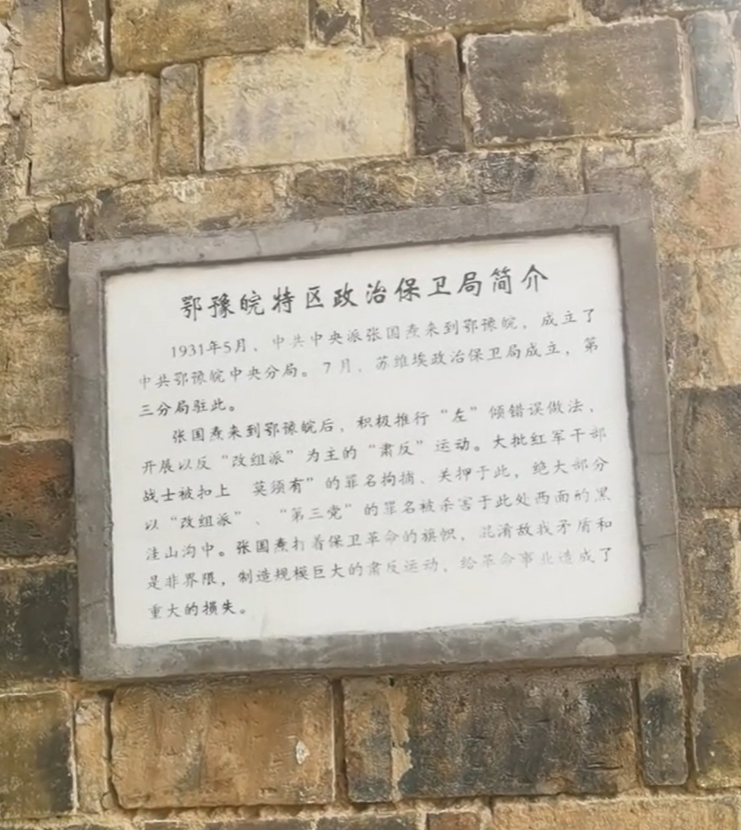 鄂豫皖特区政治保卫局简介
1931年5月、中共中央派张国焘来到鄂豫皖，成立了
中共鄂豫皖中央分局。7月，苏维埃政治保卫局成立，第
三分局驻此。
张国焘来到鄂豫皖后，积极推行“左”倾错误做法，
开展以反“改组派”为主的“肃反”运动。大批红军干部
战士被扣上 莫须有”的罪名拘捕、关押于此，绝大部分
以“改组派”、“第三党”的罪名被杀害于此处西面的黑
洼山沟中。张国焘打着保卫革命的旗帜，混淆敌我矛盾和
是非界限，制造规模巨大的肃反运动，给革命事业造成了
重大的损失。